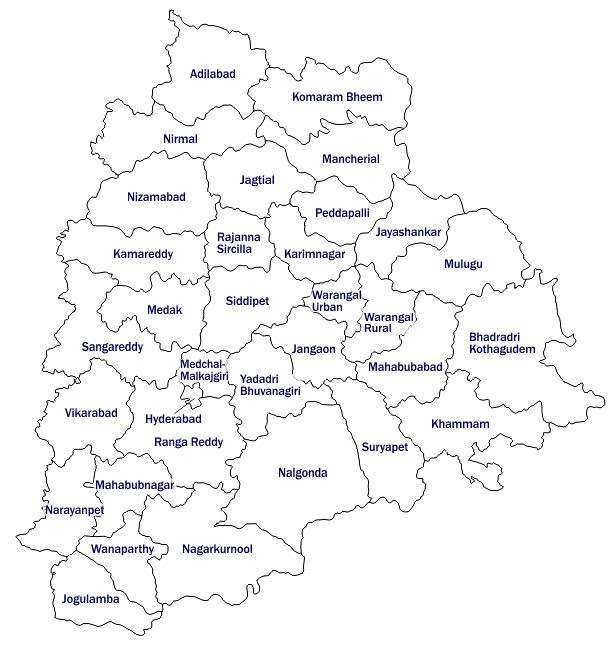 Adilabad
Komaram Bheem
Nirmal
Mancherial
Jagtial
Nizamabad
Peddapalli
Jayashankar
Rajanna
Sircilla
Kamareddy
Karimnagar
Mulugu
Siddipet
Warangal
Urban
Medak
Warangal
Rural
Bhadradri
Kothagudem
Sangareddy
Jangaon
Medchal-
Malkajgiri
Mahabubabad
Yadadri
Bhuvanagiri
Vikarabad
Hyderabad
Khammam
Ranga Reddy
Suryapet
Nalgonda
Mahabubnagar
Narayanpet
Wanaparthy
Nagarkurnool
Jogulamba